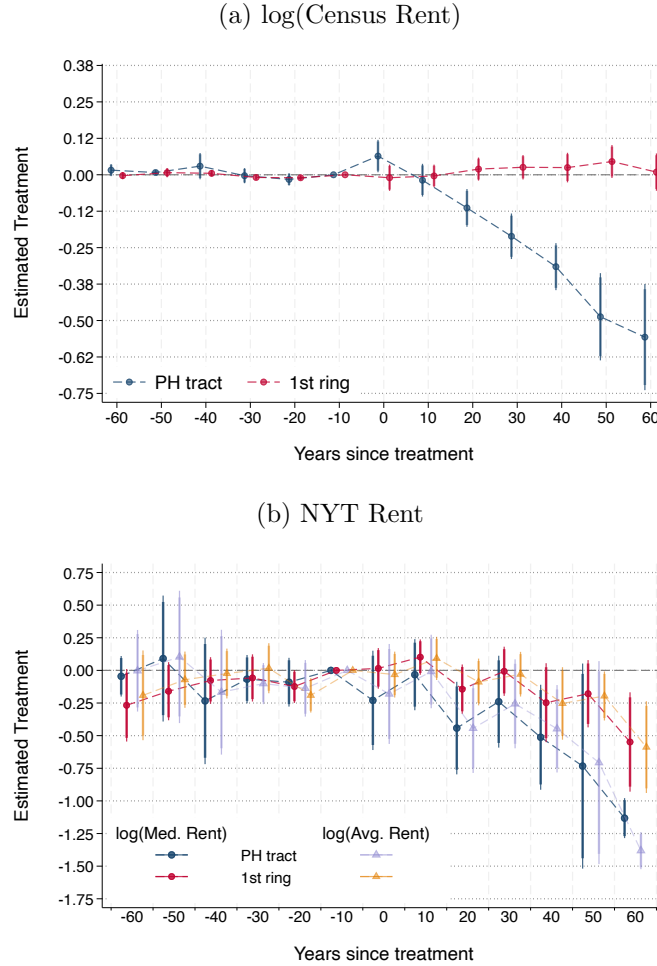 (a) log(Census Rent)
0.38
0.25
0.12
0.00
-0.12
-0.25
-0.38
-0.50
-0.62
-0.75
Estimated Treatment
PH tract 1st ring
-60 -50 -40 -30 -20 -10 0 10 20 30 40 50 60
Years since treatment
(b) NYT Rent
0.75
0.50
0.25
0.00
-0.25
-0.50
-0.75
-1.00
-1.25
-1.50
-1.75
Estimated Treatment
log(Med. Rent) log(Avg. Rent)
PH tract
1st ring
-60 -50 -40 -30 -20 -10 0 10 20 30 40 50 60
Years since treatment